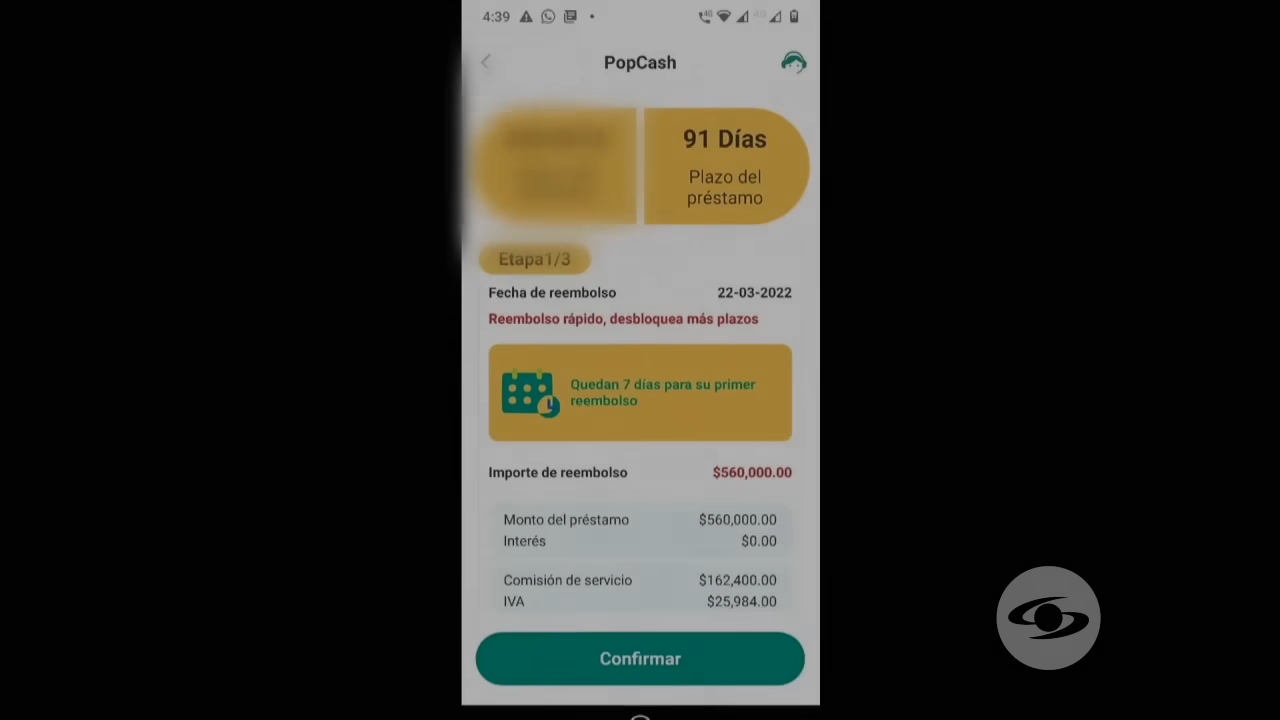 4:39
4G
4G
PopCash
91 Días
Plazo del
préstamo
Etapa1/3
Fecha de reembolso 22-03-2022
Reembolso rápido, desbloquea más plazos
Quedan 7 días para su primer
reembolso
Importe de reembolso $560,000.00
Monto del préstamo $560,000.00
Interés $0.00
Comisión de servicio $162,400.00
IVA $25,984.00
Confirmar